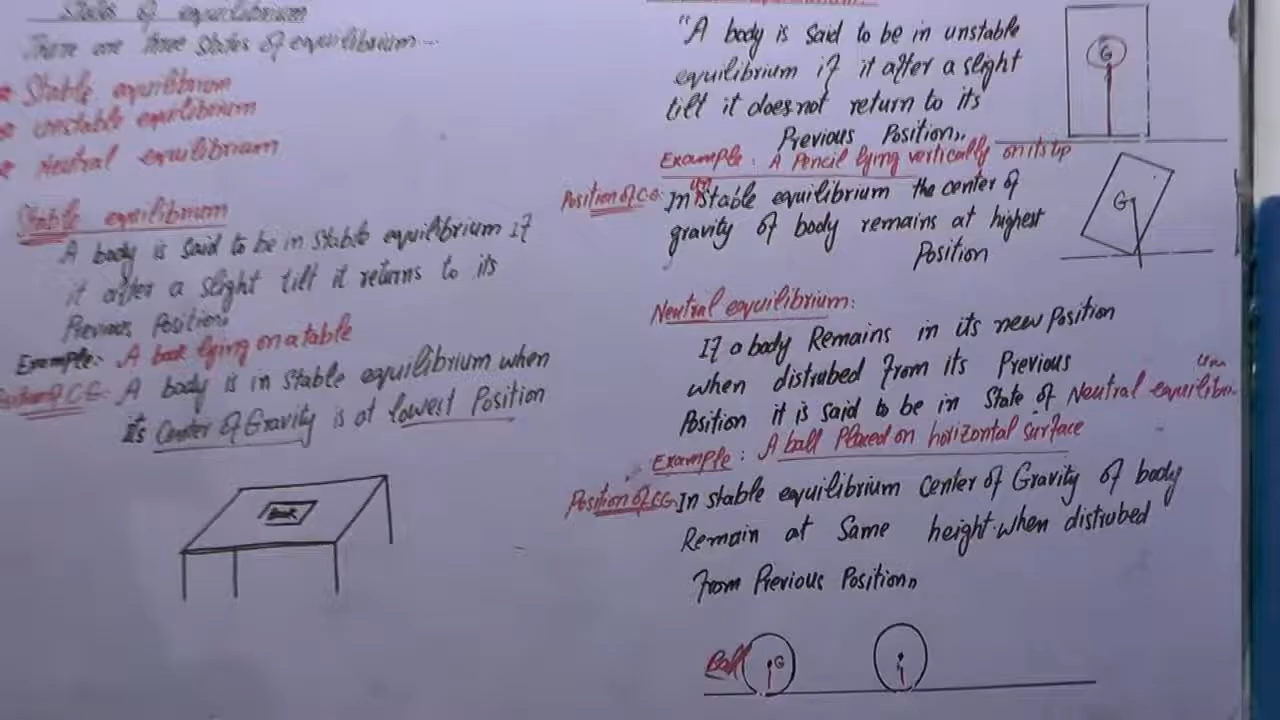 States of equilibrium
There are three States of equilibrium...
Stable equilibrium
unstable equilibrium
Neutral equilibrium
Stable equilibrium
A body is said to be in stable equilibrium if
it after a slight tilt it returns to its
Previous Position,
Example: A book lying on a table
C.G: A body is in stable equilibrium when
its Center of Gravity is at lowest Position
Book
"A body is said to be in unstable
equilibrium if it after a slight
tilt it does not return to its
Previous Position,,
Example: A Pencil lying vertically on its tip
Position of C.G: In un stable equilibrium the center of
gravity of body remains at highest
Position
G
G
Neutral equilibrium:
If a body Remains in its new Position
when distrubed from its Previous
Position it is said to be in State of Neutral equilibrium
Example: A ball Placed on horizontal surface
Position of CG: In stable equilibrium Center of Gravity of body
Remain at Same height when distrubed
From Previous Position,,
Ball G